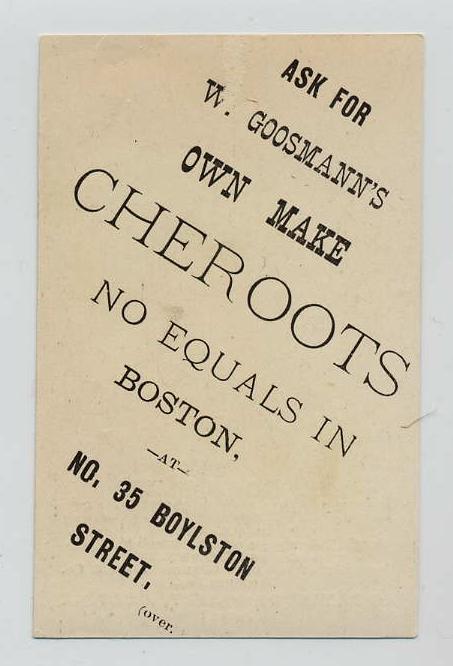 ASK FOR
W. GOOSMANN'S
OWN MAKE
CHEROOTS
NO EQUALS IN
BOSTON,
—AT—
NO. 35 BOYLSTON
STREET,
(over.